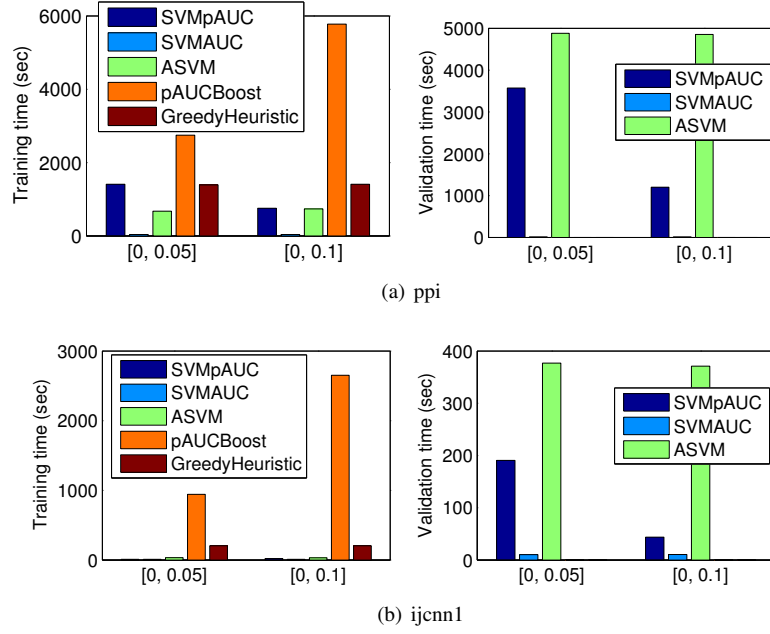 Training time (sec)
6000
4000
2000
0
SVMpAUC
SVMAUC
ASVM
pAUCBoost
GreedyHeuristic
[0, 0.05]
[0, 0.1]
Validation time (sec)
5000
4000
3000
2000
1000
0
SVMpAUC
SVMAUC
ASVM
[0, 0.05]
[0, 0.1]
(a) ppi
Training time (sec)
3000
2000
1000
0
SVMpAUC
SVMAUC
ASVM
pAUCBoost
GreedyHeuristic
[0, 0.05]
[0, 0.1]
Validation time (sec)
400
300
200
100
0
SVMpAUC
SVMAUC
ASVM
[0, 0.05]
[0, 0.1]
(b) ijcnn1